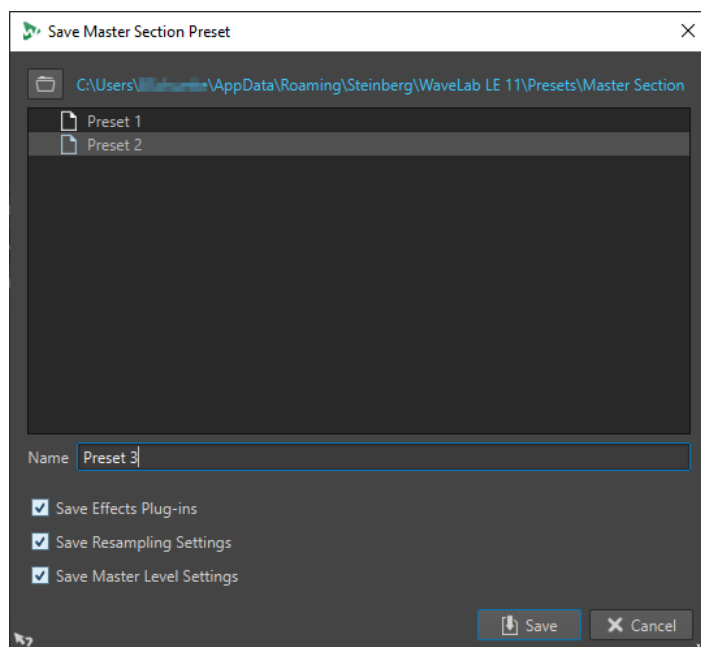 Save Master Section Preset
C:\Users\ \AppData\Roaming\Steinberg\WaveLab LE 11\Presets\Master Section
Preset 1
Preset 2
Name Preset 3
Save Effects Plug-ins
Save Resampling Settings
Save Master Level Settings
Save Cancel
?